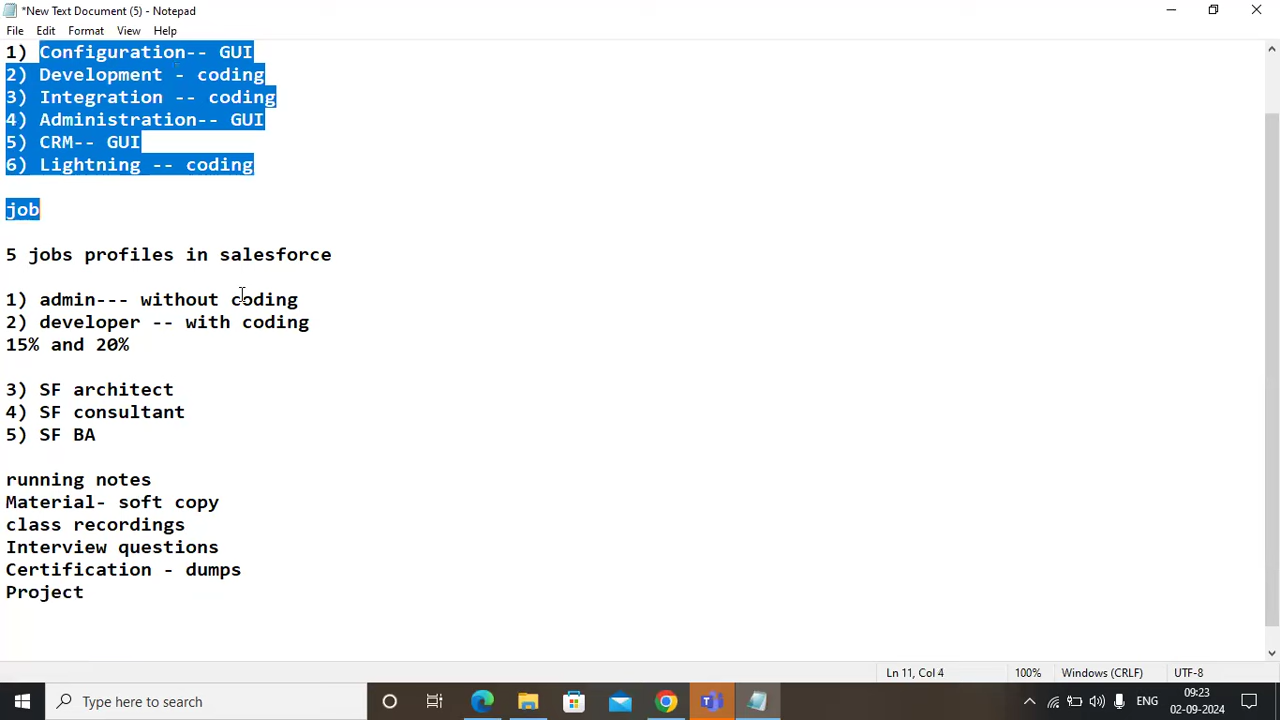 *New Text Document (5) - Notepad
File Edit Format View Help
1) Configuration-- GUI
2) Development - coding
3) Integration -- coding
4) Administration-- GUI
5) CRM-- GUI
6) Lightning -- coding
job
5 jobs profiles in salesforce
1) admin--- without coding
2) developer -- with coding
15% and 20%
3) SF architect
4) SF consultant
5) SF BA
running notes
Material- soft copy
class recordings
Interview questions
Certification - dumps
Project
Ln 11, Col 4 100% Windows (CRLF) UTF-8
Type here to search
ENG
09:23
02-09-2024